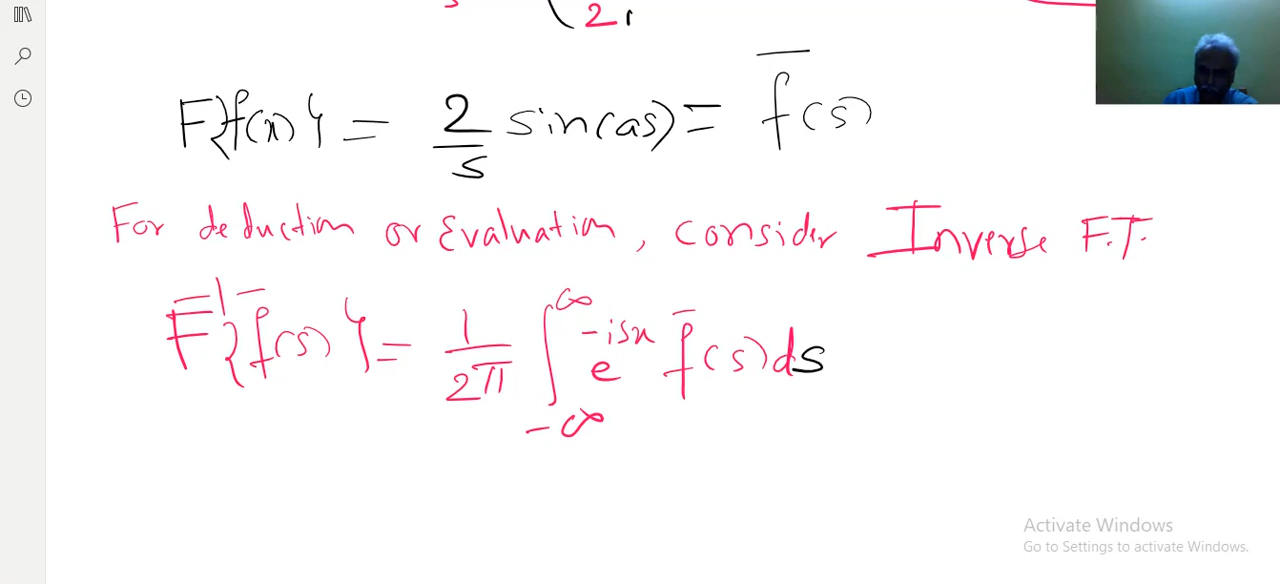 2i
F{f(x)} = 2/s sin(as) = f̅(s)
For deduction or Evaluation, consider Inverse F.T.
F⁻¹{f̅(s)} = 1/2π ∫_{-∞}^{∞} e^{-isx} f̅(s) ds
Activate Windows
Go to Settings to activate Windows.